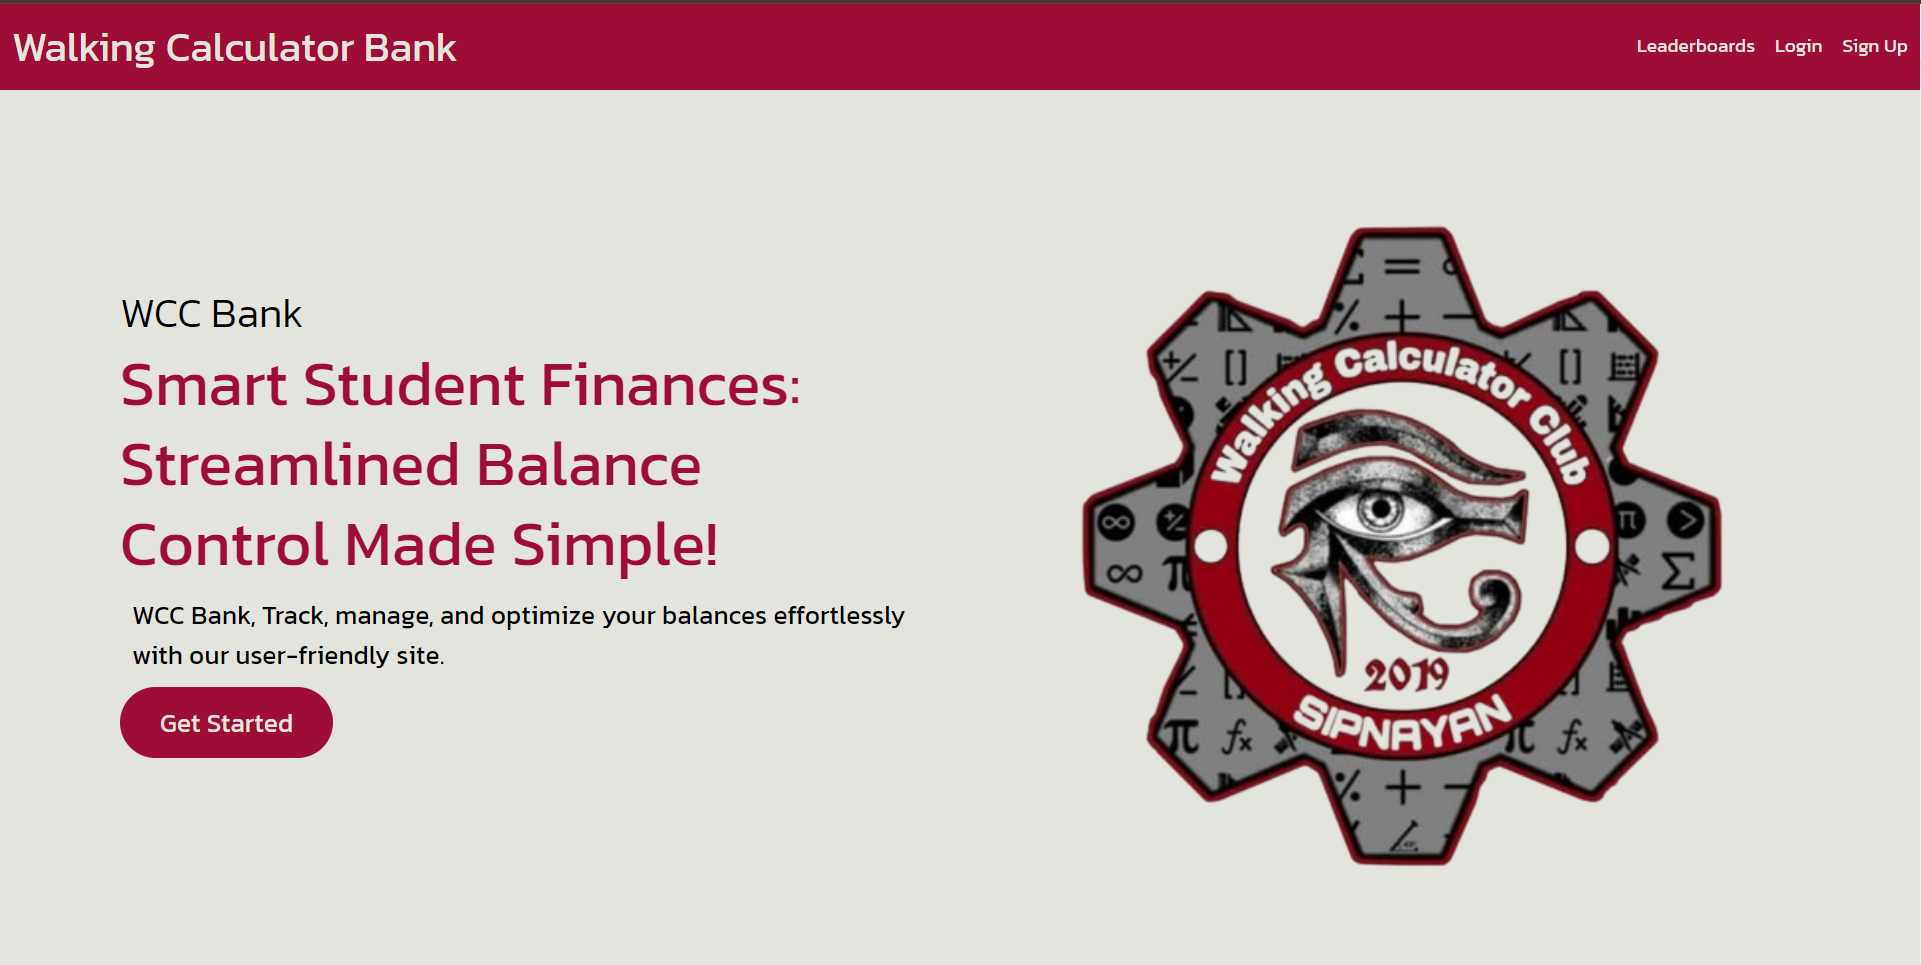 Walking Calculator Bank
Leaderboards Login Sign Up
WCC Bank
Smart Student Finances:
Streamlined Balance
Control Made Simple!
WCC Bank, Track, manage, and optimize your balances effortlessly
with our user-friendly site.
Get Started
Walking Calculator Club
2019
SIPNAYAN